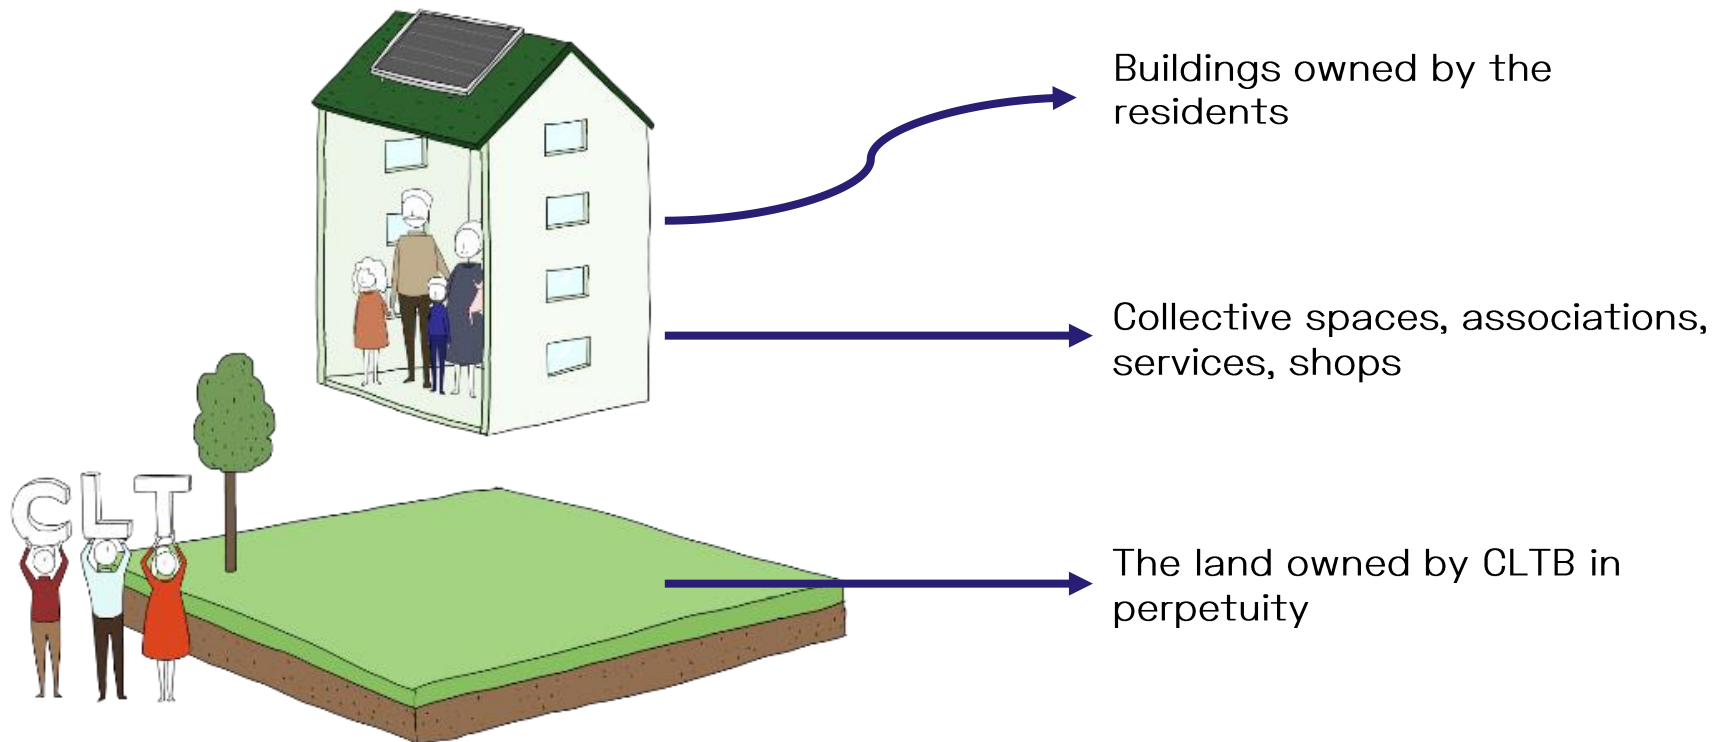 Buildings owned by the
residents
Collective spaces, associations,
services, shops
CLT
The land owned by CLTB in
perpetuity